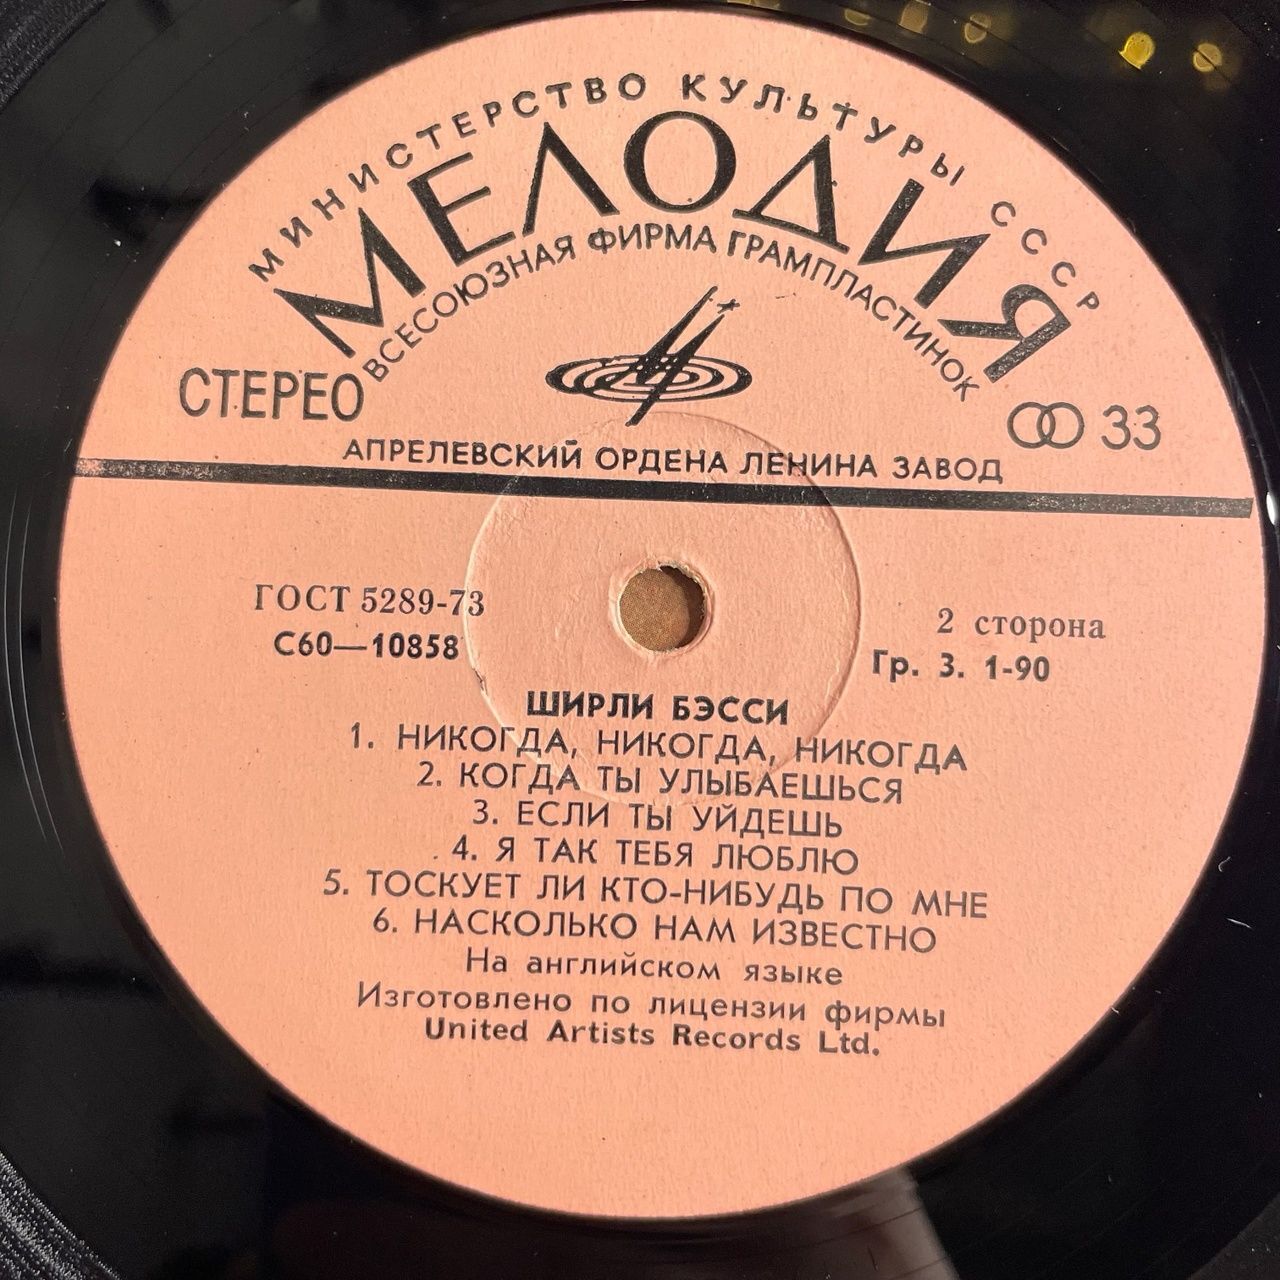 МИНИСТЕРСТВО КУЛЬТУРЫ СССР
МЕЛОДИЯ
ВСЕСОЮЗНАЯ ФИРМА ГРАМПЛАСТИНОК
СТЕРЕО
33
АПРЕЛЕВСКИЙ ОРДЕНА ЛЕНИНА ЗАВОД
ГОСТ 5289-73
2 сторона
С60—10858
Гр. 3. 1-90
ШИРЛИ БЭССИ
1. НИКОГДА, НИКОГДА, НИКОГДА
2. КОГДА ТЫ УЛЫБАЕШЬСЯ
3. ЕСЛИ ТЫ УЙДЕШЬ
4. Я ТАК ТЕБЯ ЛЮБЛЮ
5. ТОСКУЕТ ЛИ КТО-НИБУДЬ ПО МНЕ
6. НАСКОЛЬКО НАМ ИЗВЕСТНО
На английском языке
Изготовлено по лицензии фирмы
United Artists Records Ltd.